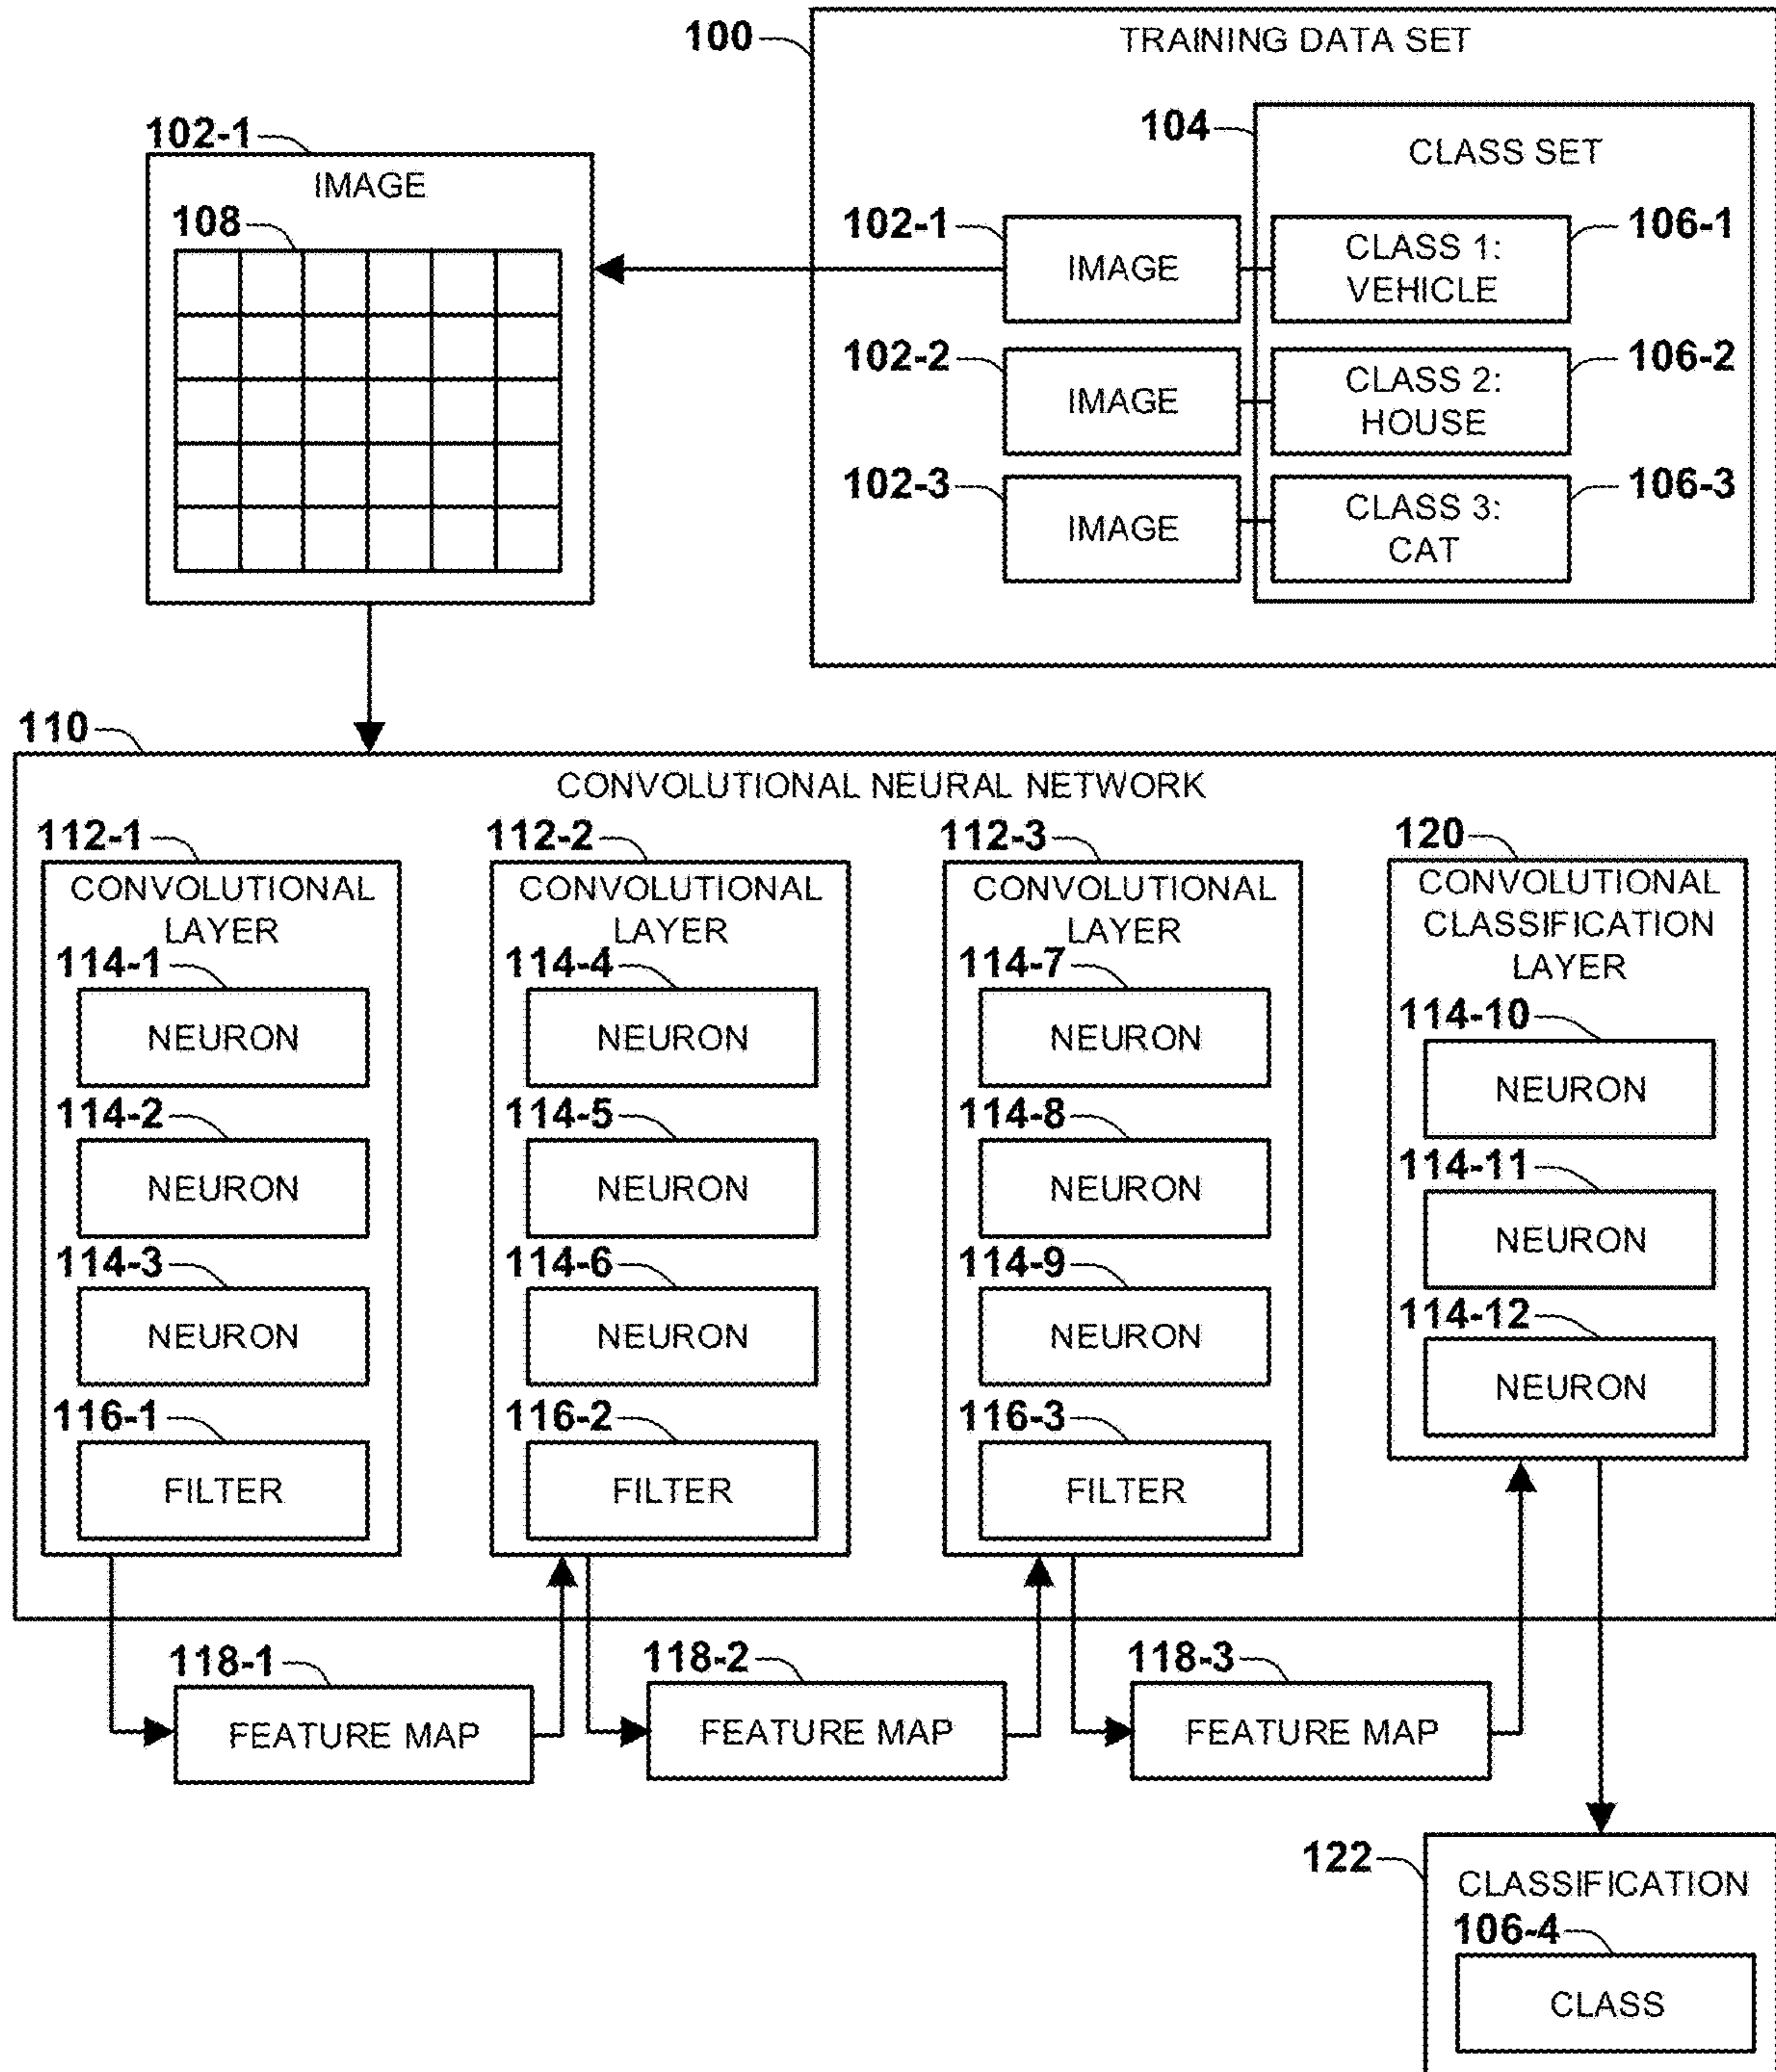 100
TRAINING DATA SET
104
CLASS SET
102-1
IMAGE
CLASS 1:
VEHICLE
106-1
102-2
IMAGE
CLASS 2:
HOUSE
106-2
102-3
IMAGE
CLASS 3:
CAT
106-3
102-1
IMAGE
108
110
CONVOLUTIONAL NEURAL NETWORK
112-1
CONVOLUTIONAL
LAYER
114-1
NEURON
114-2
NEURON
114-3
NEURON
116-1
FILTER
112-2
CONVOLUTIONAL
LAYER
114-4
NEURON
114-5
NEURON
114-6
NEURON
116-2
FILTER
112-3
CONVOLUTIONAL
LAYER
114-7
NEURON
114-8
NEURON
114-9
NEURON
116-3
FILTER
120
CONVOLUTIONAL
CLASSIFICATION
LAYER
114-10
NEURON
114-11
NEURON
114-12
NEURON
118-1
FEATURE MAP
118-2
FEATURE MAP
118-3
FEATURE MAP
122
CLASSIFICATION
106-4
CLASS